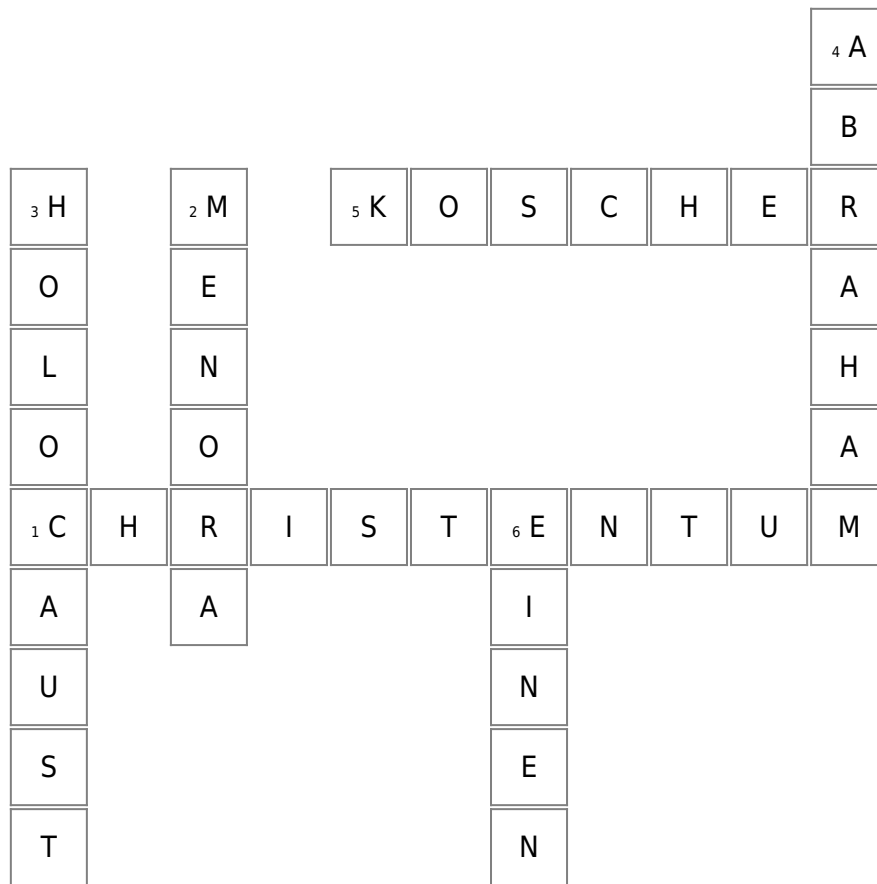 4 A
B
3 H 2 M 5 K O S C H E R
O E A
L N H
O O A
1 C H R I S T 6 E N T U M
A A I
U N
S E
T N